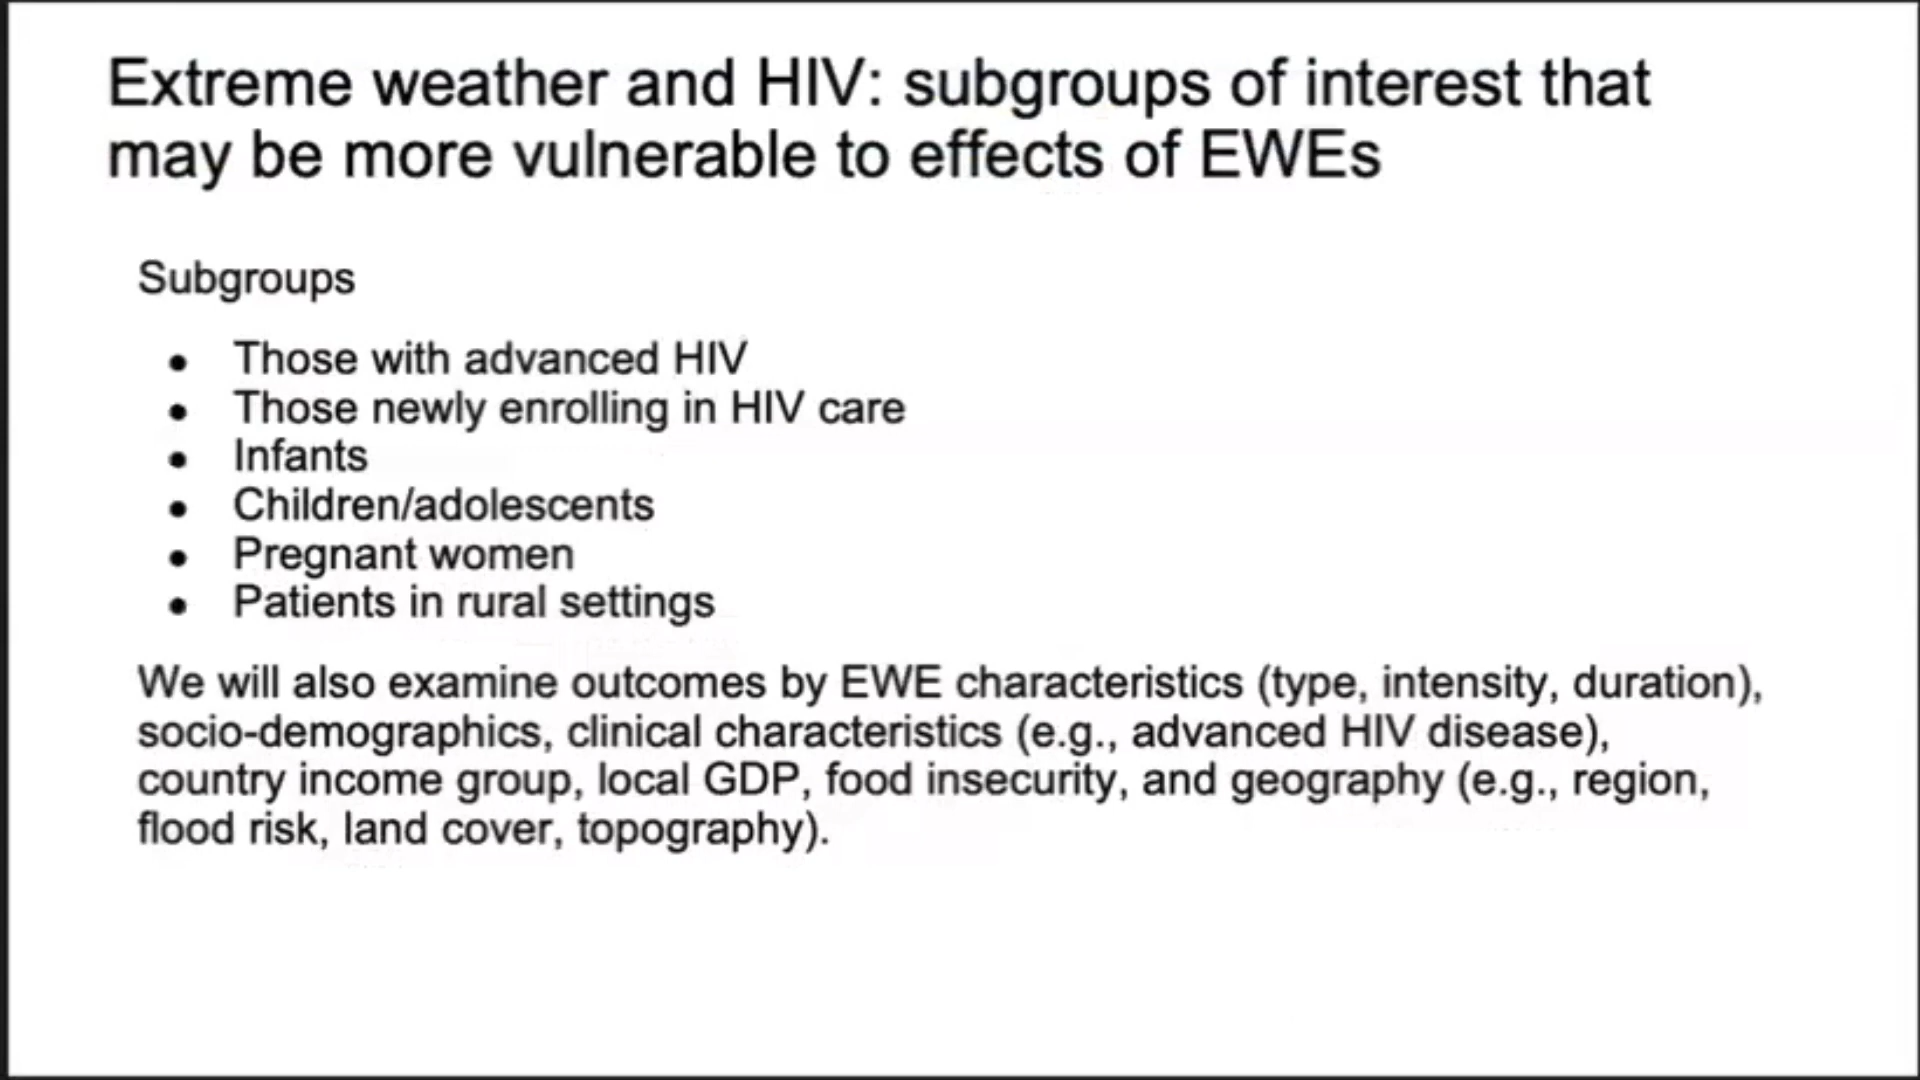 Extreme weather and HIV: subgroups of interest that
may be more vulnerable to effects of EWEs
Subgroups
● Those with advanced HIV
● Those newly enrolling in HIV care
● Infants
● Children/adolescents
● Pregnant women
● Patients in rural settings
We will also examine outcomes by EWE characteristics (type, intensity, duration),
socio-demographics, clinical characteristics (e.g., advanced HIV disease),
country income group, local GDP, food insecurity, and geography (e.g., region,
flood risk, land cover, topography).